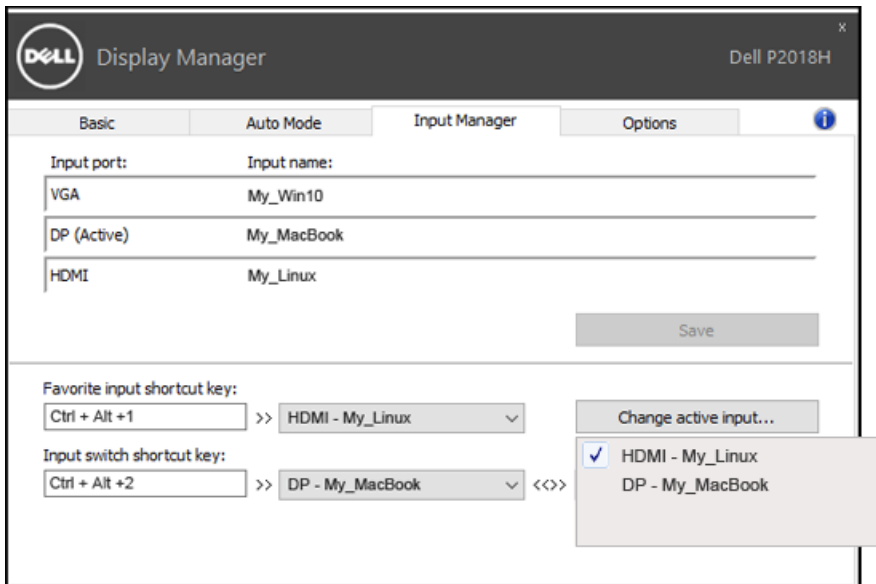 DELL Display Manager
x
Dell P2018H
Basic Auto Mode Input Manager Options i
Input port: Input name:
VGA My_Win10
DP (Active) My_MacBook
HDMI My_Linux
Save
Favorite input shortcut key:
Ctrl + Alt +1 >> HDMI - My_Linux Change active input...
Input switch shortcut key:
Ctrl + Alt +2 >> DP - My_MacBook <<>>
HDMI - My_Linux
DP - My_MacBook